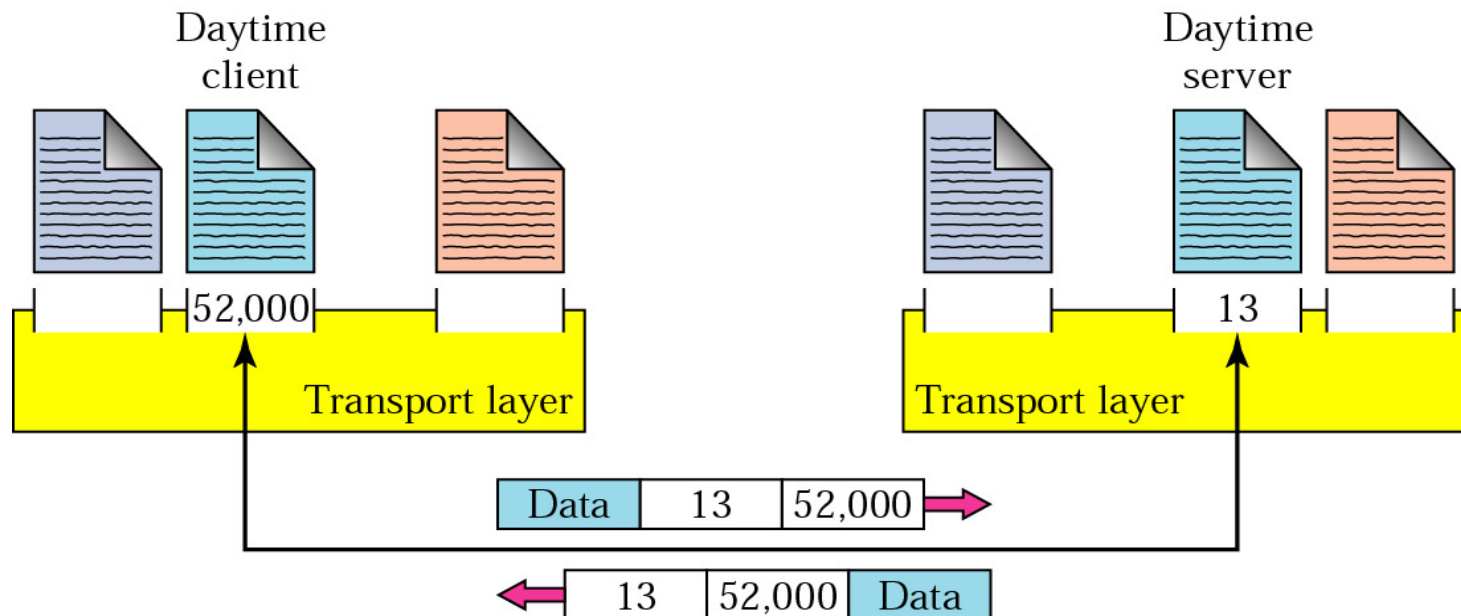 Daytime
client
Daytime
server
52,000
13
Transport layer
Transport layer
Data 13 52,000
13 52,000 Data